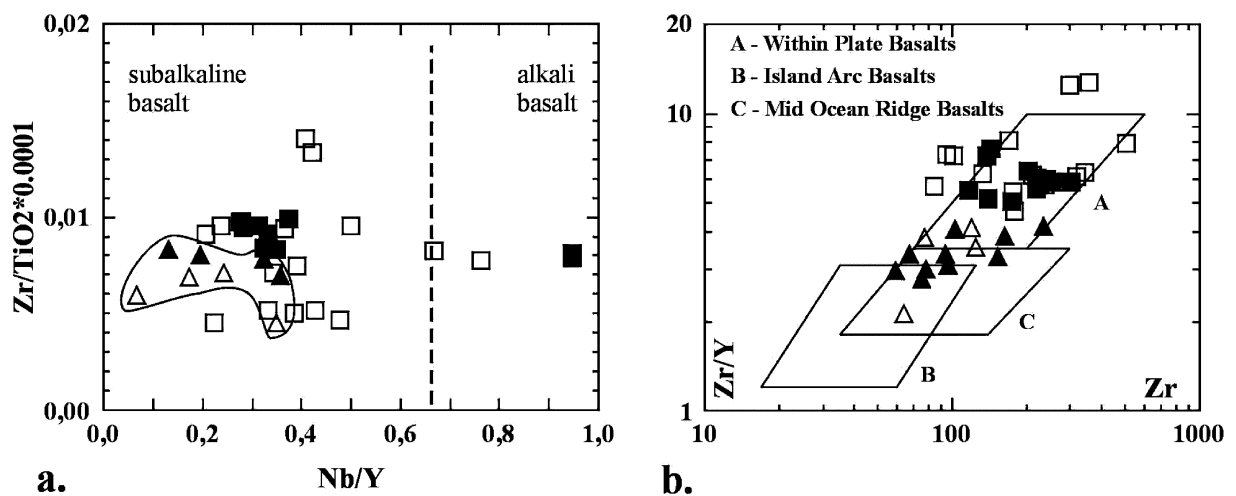 0,02
subalkaline
basalt
alkali
basalt
0,01
Zr/TiO2*0.0001
0,00
0,0
0,2
0,4
0,6
0,8
1,0
Nb/Y
a.
20
A - Within Plate Basalts
B - Island Arc Basalts
C - Mid Ocean Ridge Basalts
10
A
C
B
Zr/Y
Zr
1
10
100
1000
b.